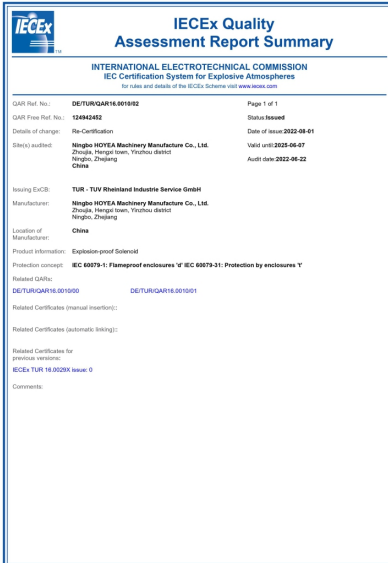 IECEx
TM
IECEx Quality
Assessment Report Summary
INTERNATIONAL ELECTROTECHNICAL COMMISSION
IEC Certification System for Explosive Atmospheres
for rules and details of the IECEx Scheme visit www.iecex.com
QAR Ref. No.: DE/TUR/QAR16.0010/02 Page 1 of 1
QAR Free Ref. No.: 124942452 Status:Issued
Details of change: Re-Certification Date of issue:2022-08-01
Site(s) audited: Ningbo HOYEA Machinery Manufacture Co., Ltd. Valid until:2025-06-07
Zhoujia, Hengxi town, Yinzhou district
Ningbo, Zhejiang Audit date:2022-06-22
China
Issuing ExCB: TUR - TUV Rheinland Industrie Service GmbH
Manufacturer: Ningbo HOYEA Machinery Manufacture Co., Ltd.
Zhoujia, Hengxi town, Yinzhou district
Ningbo, Zhejiang
Location of China
Manufacturer:
Product information: Explosion-proof Solenoid
Protection concept: IEC 60079-1: Flameproof enclosures 'd' IEC 60079-31: Protection by enclosures 't'
Related QARs:
DE/TUR/QAR16.0010/00 DE/TUR/QAR16.0010/01
Related Certificates (manual insertion)::
Related Certificates (automatic linking)::
Related Certificates for
previous versions:
IECEx TUR 16.0029X issue: 0
Comments: